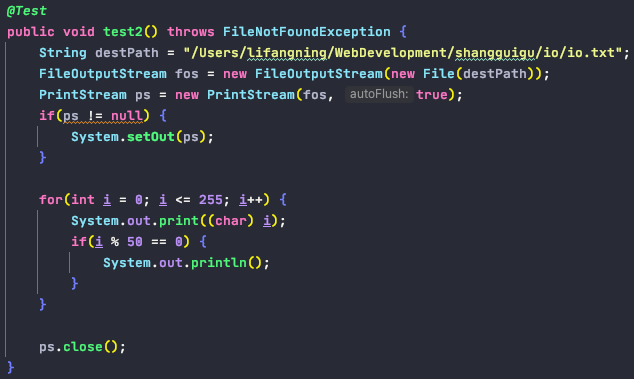 @Test
public void test2() throws FileNotFoundException {
    String destPath = "/Users/lifangning/WebDevelopment/shangguigu/io/io.txt";
    FileOutputStream fos = new FileOutputStream(new File(destPath));
    PrintStream ps = new PrintStream(fos, autoFlush: true);
    if(ps != null) {
        System.setOut(ps);
    }

    for(int i = 0; i <= 255; i++) {
        System.out.print((char) i);
        if(i % 50 == 0) {
            System.out.println();
        }
    }

    ps.close();
}